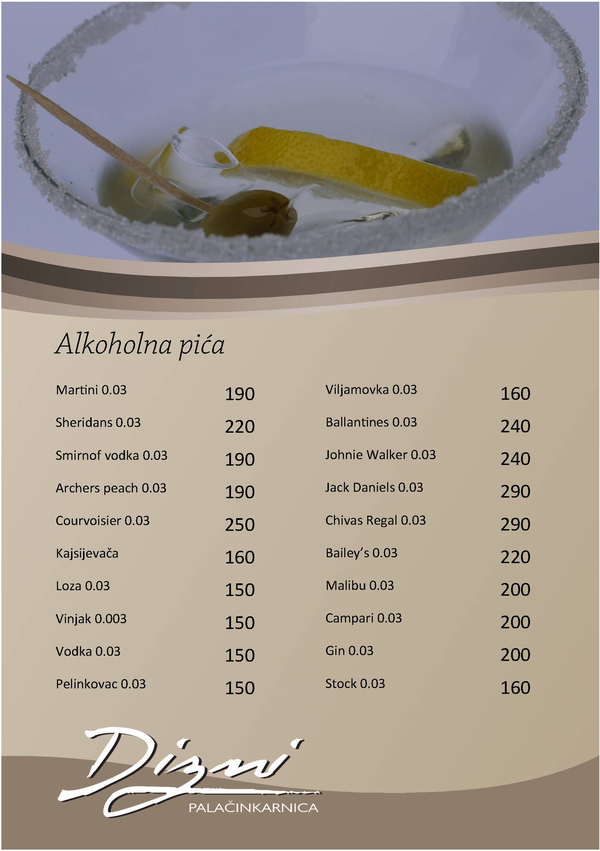 Alkoholna pića
Martini 0.03 190
Sheridans 0.03 220
Smirnof vodka 0.03 190
Archers peach 0.03 190
Courvoisier 0.03 250
Kajsijevača 160
Loza 0.03 150
Vinjak 0.003 150
Vodka 0.03 150
Pelinkovac 0.03 150
Viljamovka 0.03 160
Ballantines 0.03 240
Johnie Walker 0.03 240
Jack Daniels 0.03 290
Chivas Regal 0.03 290
Bailey's 0.03 220
Malibu 0.03 200
Campari 0.03 200
Gin 0.03 200
Stock 0.03 160
Dizni
PALAČINKARNICA